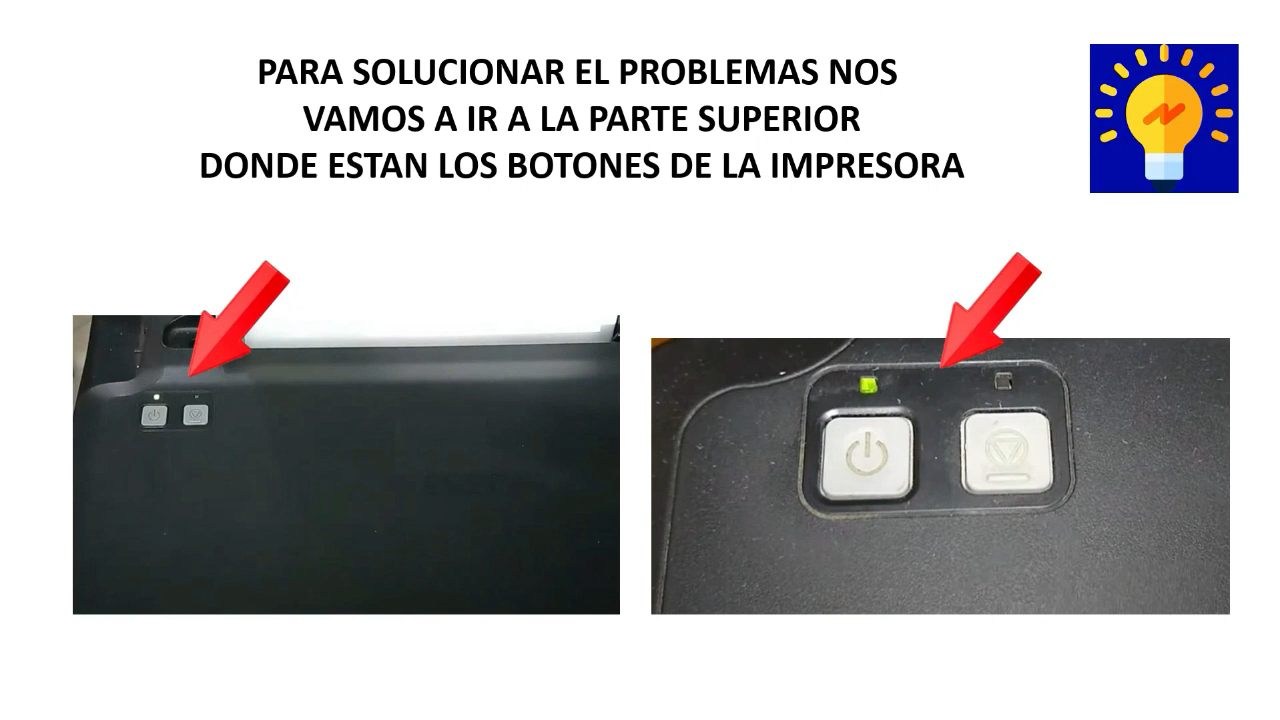 PARA SOLUCIONAR EL PROBLEMAS NOS
VAMOS A IR A LA PARTE SUPERIOR
DONDE ESTAN LOS BOTONES DE LA IMPRESORA